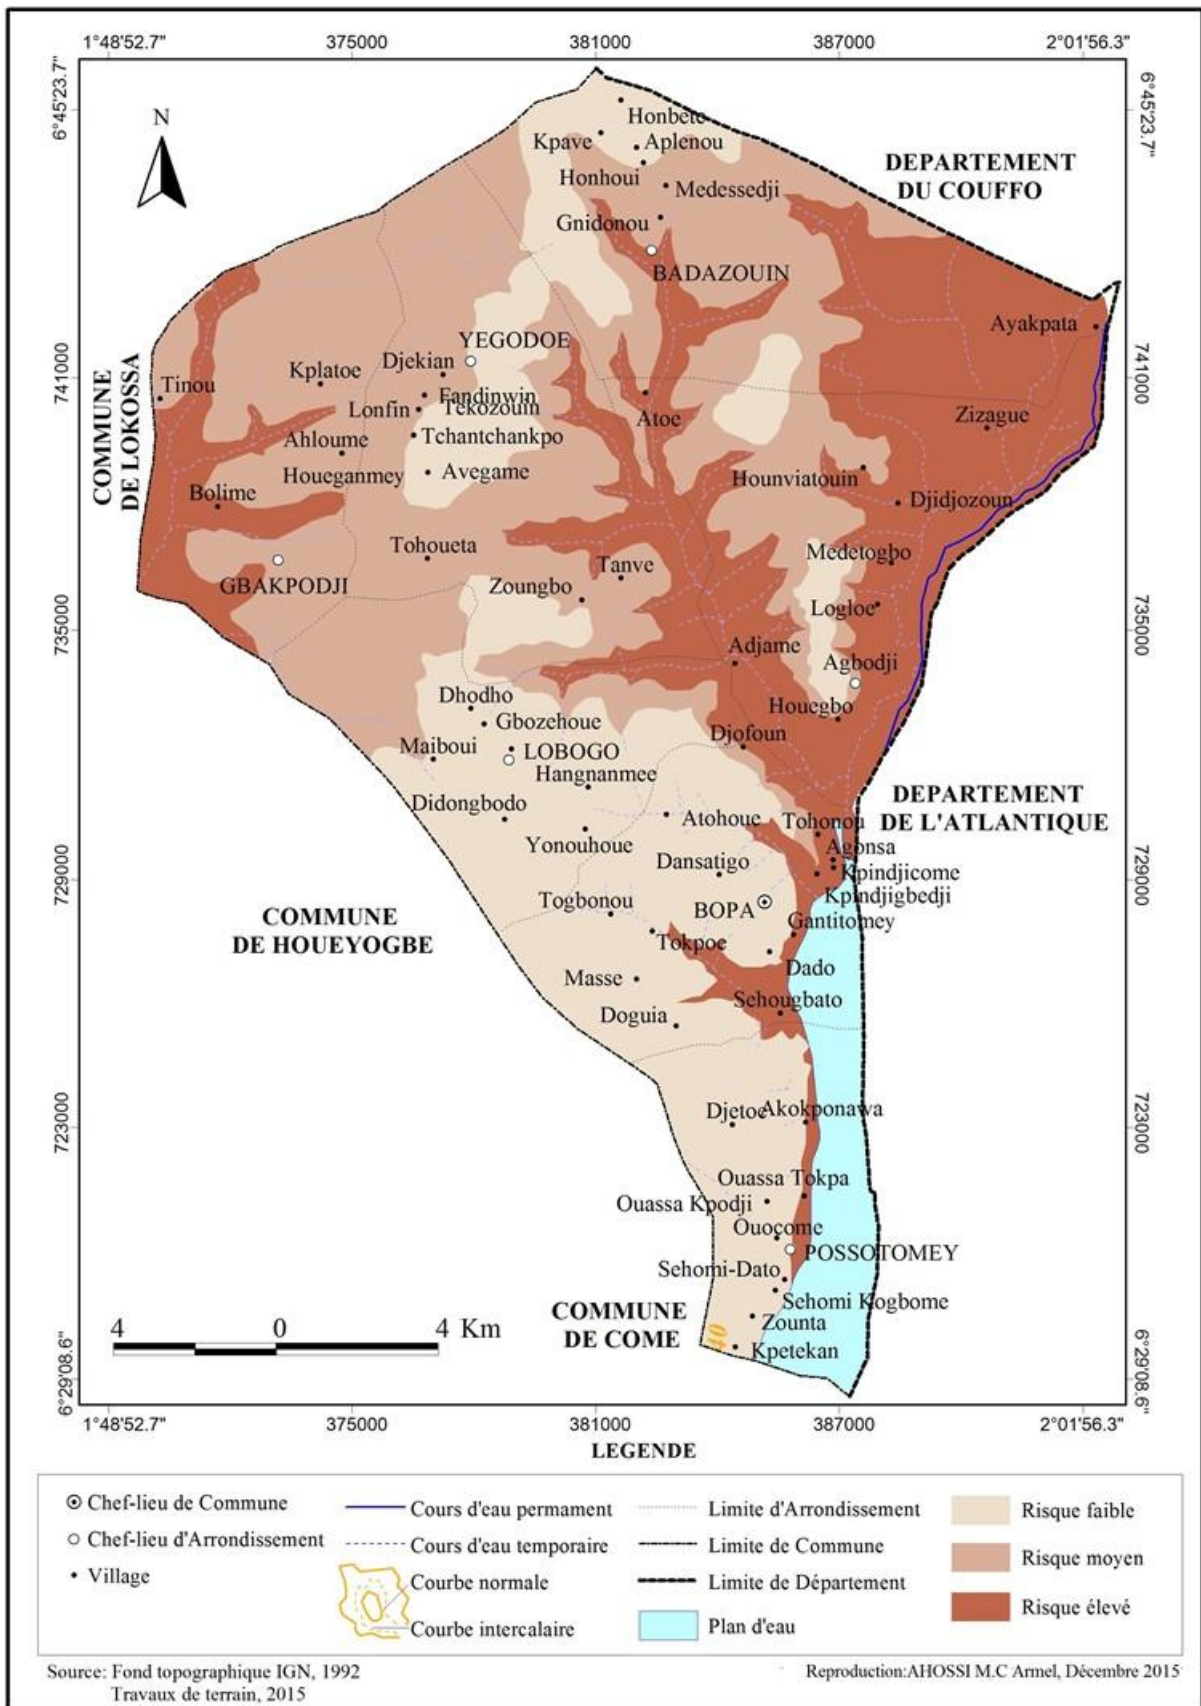 1°48'52.7"
375000
381000
387000
2°01'56.3"
6°45'23.7"
6°45'23.7"
N
Honbete
Kpave
Aplenou
Honhoui
Medessedji
Gnidonou
BADAZOUIN
DEPARTEMENT
DU COUFFO
Ayakpata
YEGODOE
Djekian
Kplatoe
Tinou
COMMUNE
DE LOKOSSA
741000
741000
Fandinwin
Lonfin
Tekozouin
Atoe
Zizague
Ahloume
Tchantchankpo
Houeganmey
Avegame
Hounviatouin
Bolime
Djidjozoun
Tohoueta
Medetogbo
Tanve
GBAKPODJI
Zoungbo
Logloe
735000
735000
Adjame
Agbodji
Dhodho
Houegbo
Gbozehoue
Djofoun
Maiboui
LOBOGO
Hangnanmee
DEPARTEMENT
DE L'ATLANTIQUE
Didongbodo
Atohoue
Tohonou
Yonouhoue
Agonsa
Dansatigo
Kpindjicome
729000
729000
Kpindjigbedji
Togbonou
BOPA
Gantitomey
COMMUNE
DE HOUEYOGBE
Tokpoe
Dado
Masse
Sehougbato
Doguia
Djetoe
Akokponawa
723000
723000
Ouassa Tokpa
Ouassa Kpodji
Ouocome
POSSOTOMEY
Sehomi-Dato
Sehomi Kogbome
COMMUNE
DE COME
Zounta
40
Kpetekan
4 0 4 Km
6°29'08.6"
6°29'08.6"
1°48'52.7"
375000
381000
387000
2°01'56.3"
LEGENDE
Chef-lieu de Commune
Chef-lieu d'Arrondissement
Village
Cours d'eau permament
Cours d'eau temporaire
Courbe normale
Courbe intercalaire
Limite d'Arrondissement
Limite de Commune
Limite de Département
Plan d'eau
Risque faible
Risque moyen
Risque élevé
Source: Fond topographique IGN, 1992
Travaux de terrain, 2015
Reproduction:AHOSSI M.C Armel, Décembre 2015